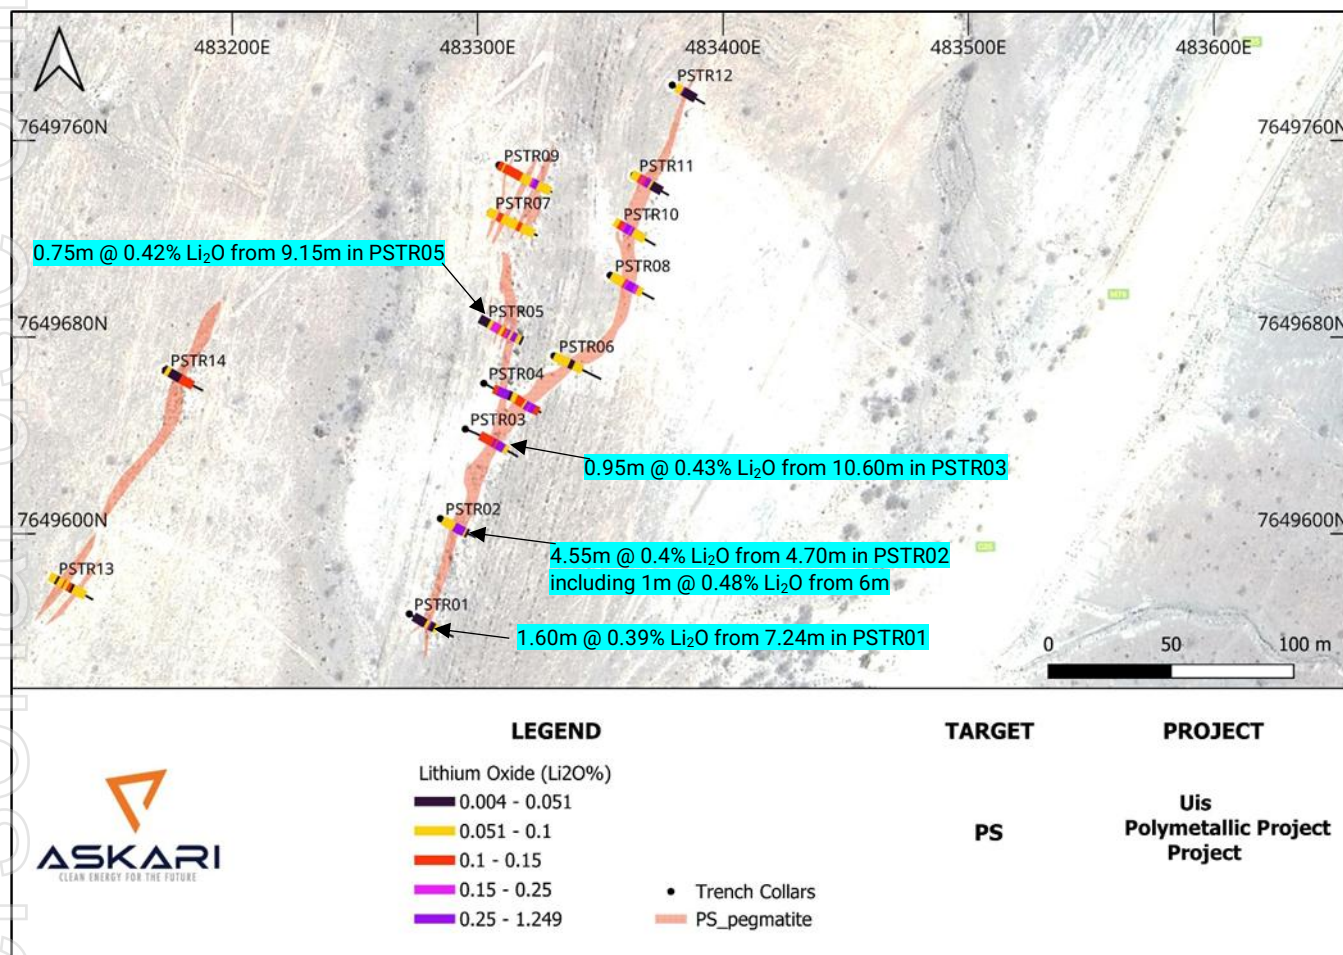 483200E 483300E 483400E 483500E 483600E
PSTR12
7649760N 7649760N
PSTR09
PSTR11
PSTR07
PSTR10
0.75m @ 0.42% Li₂O from 9.15m in PSTR05
PSTR08
PSTR05
7649680N 7649680N
PSTR06
PSTR14
PSTR04
PSTR03
0.95m @ 0.43% Li₂O from 10.60m in PSTR03
PSTR02
7649600N 7649600N
4.55m @ 0.4% Li₂O from 4.70m in PSTR02
including 1m @ 0.48% Li₂O from 6m
PSTR13
PSTR01
1.60m @ 0.39% Li₂O from 7.24m in PSTR01
0 50 100 m
LEGEND
Lithium Oxide (Li2O%)
0.004 - 0.051
0.051 - 0.1
0.1 - 0.15
0.15 - 0.25
0.25 - 1.249
Trench Collars
PS_pegmatite
TARGET
PS
PROJECT
Uis
Polymetallic Project
Project
ASKARI
CLEAN ENERGY FOR THE FUTURE